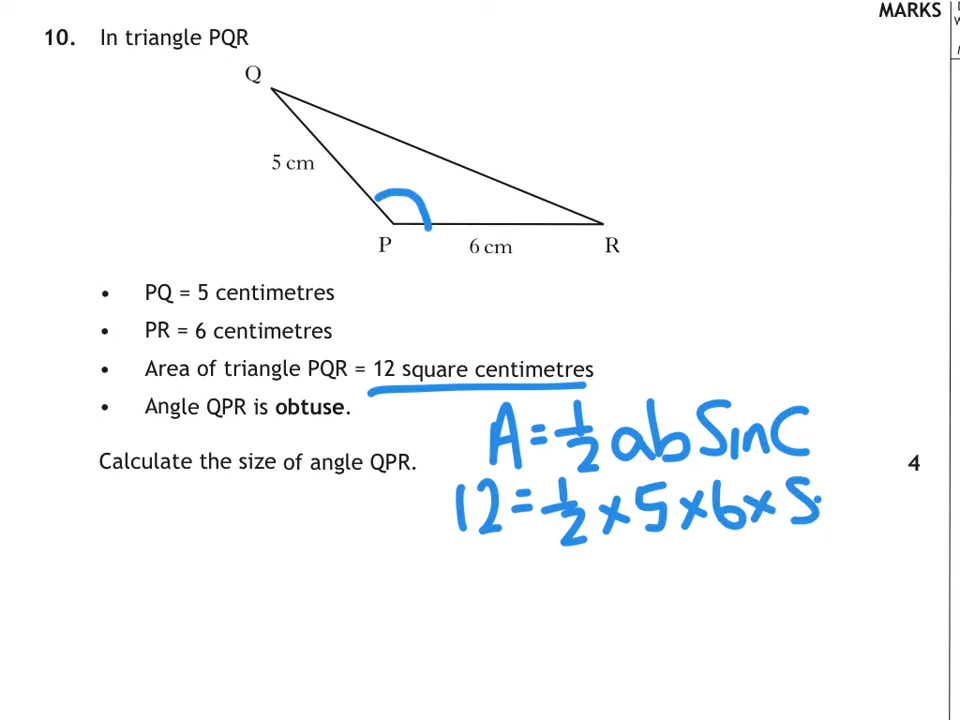 MARKS
10. In triangle PQR
Q
5 cm
P
6 cm
R
• PQ = 5 centimetres
• PR = 6 centimetres
• Area of triangle PQR = 12 square centimetres
• Angle QPR is obtuse.
A = ½ ab Sin C
Calculate the size of angle QPR.
4
12 = ½ × 5 × 6 × S